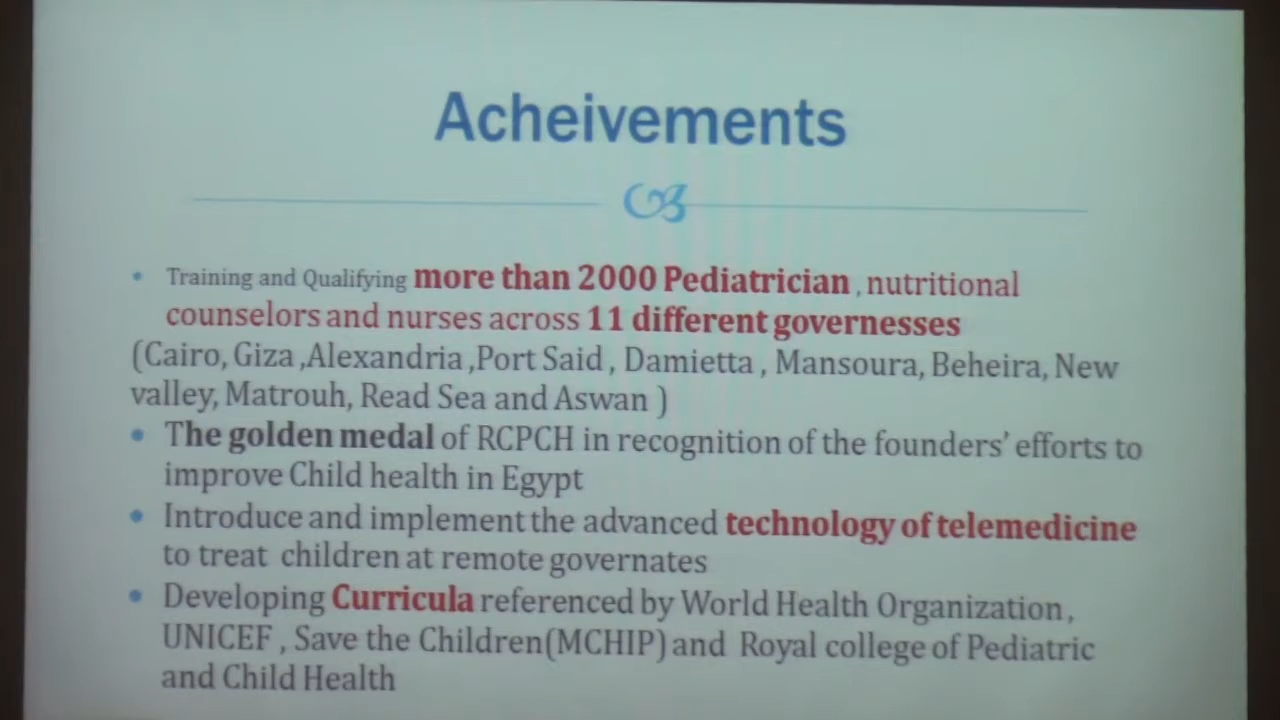 Acheivements
• Training and Qualifying more than 2000 Pediatrician , nutritional
counselors and nurses across 11 different governesses
(Cairo, Giza ,Alexandria ,Port Said , Damietta , Mansoura, Beheira, New
valley, Matrouh, Read Sea and Aswan )
• The golden medal of RCPCH in recognition of the founders’ efforts to
improve Child health in Egypt
• Introduce and implement the advanced technology of telemedicine
to treat children at remote governates
• Developing Curricula referenced by World Health Organization ,
UNICEF , Save the Children(MCHIP) and Royal college of Pediatric
and Child Health